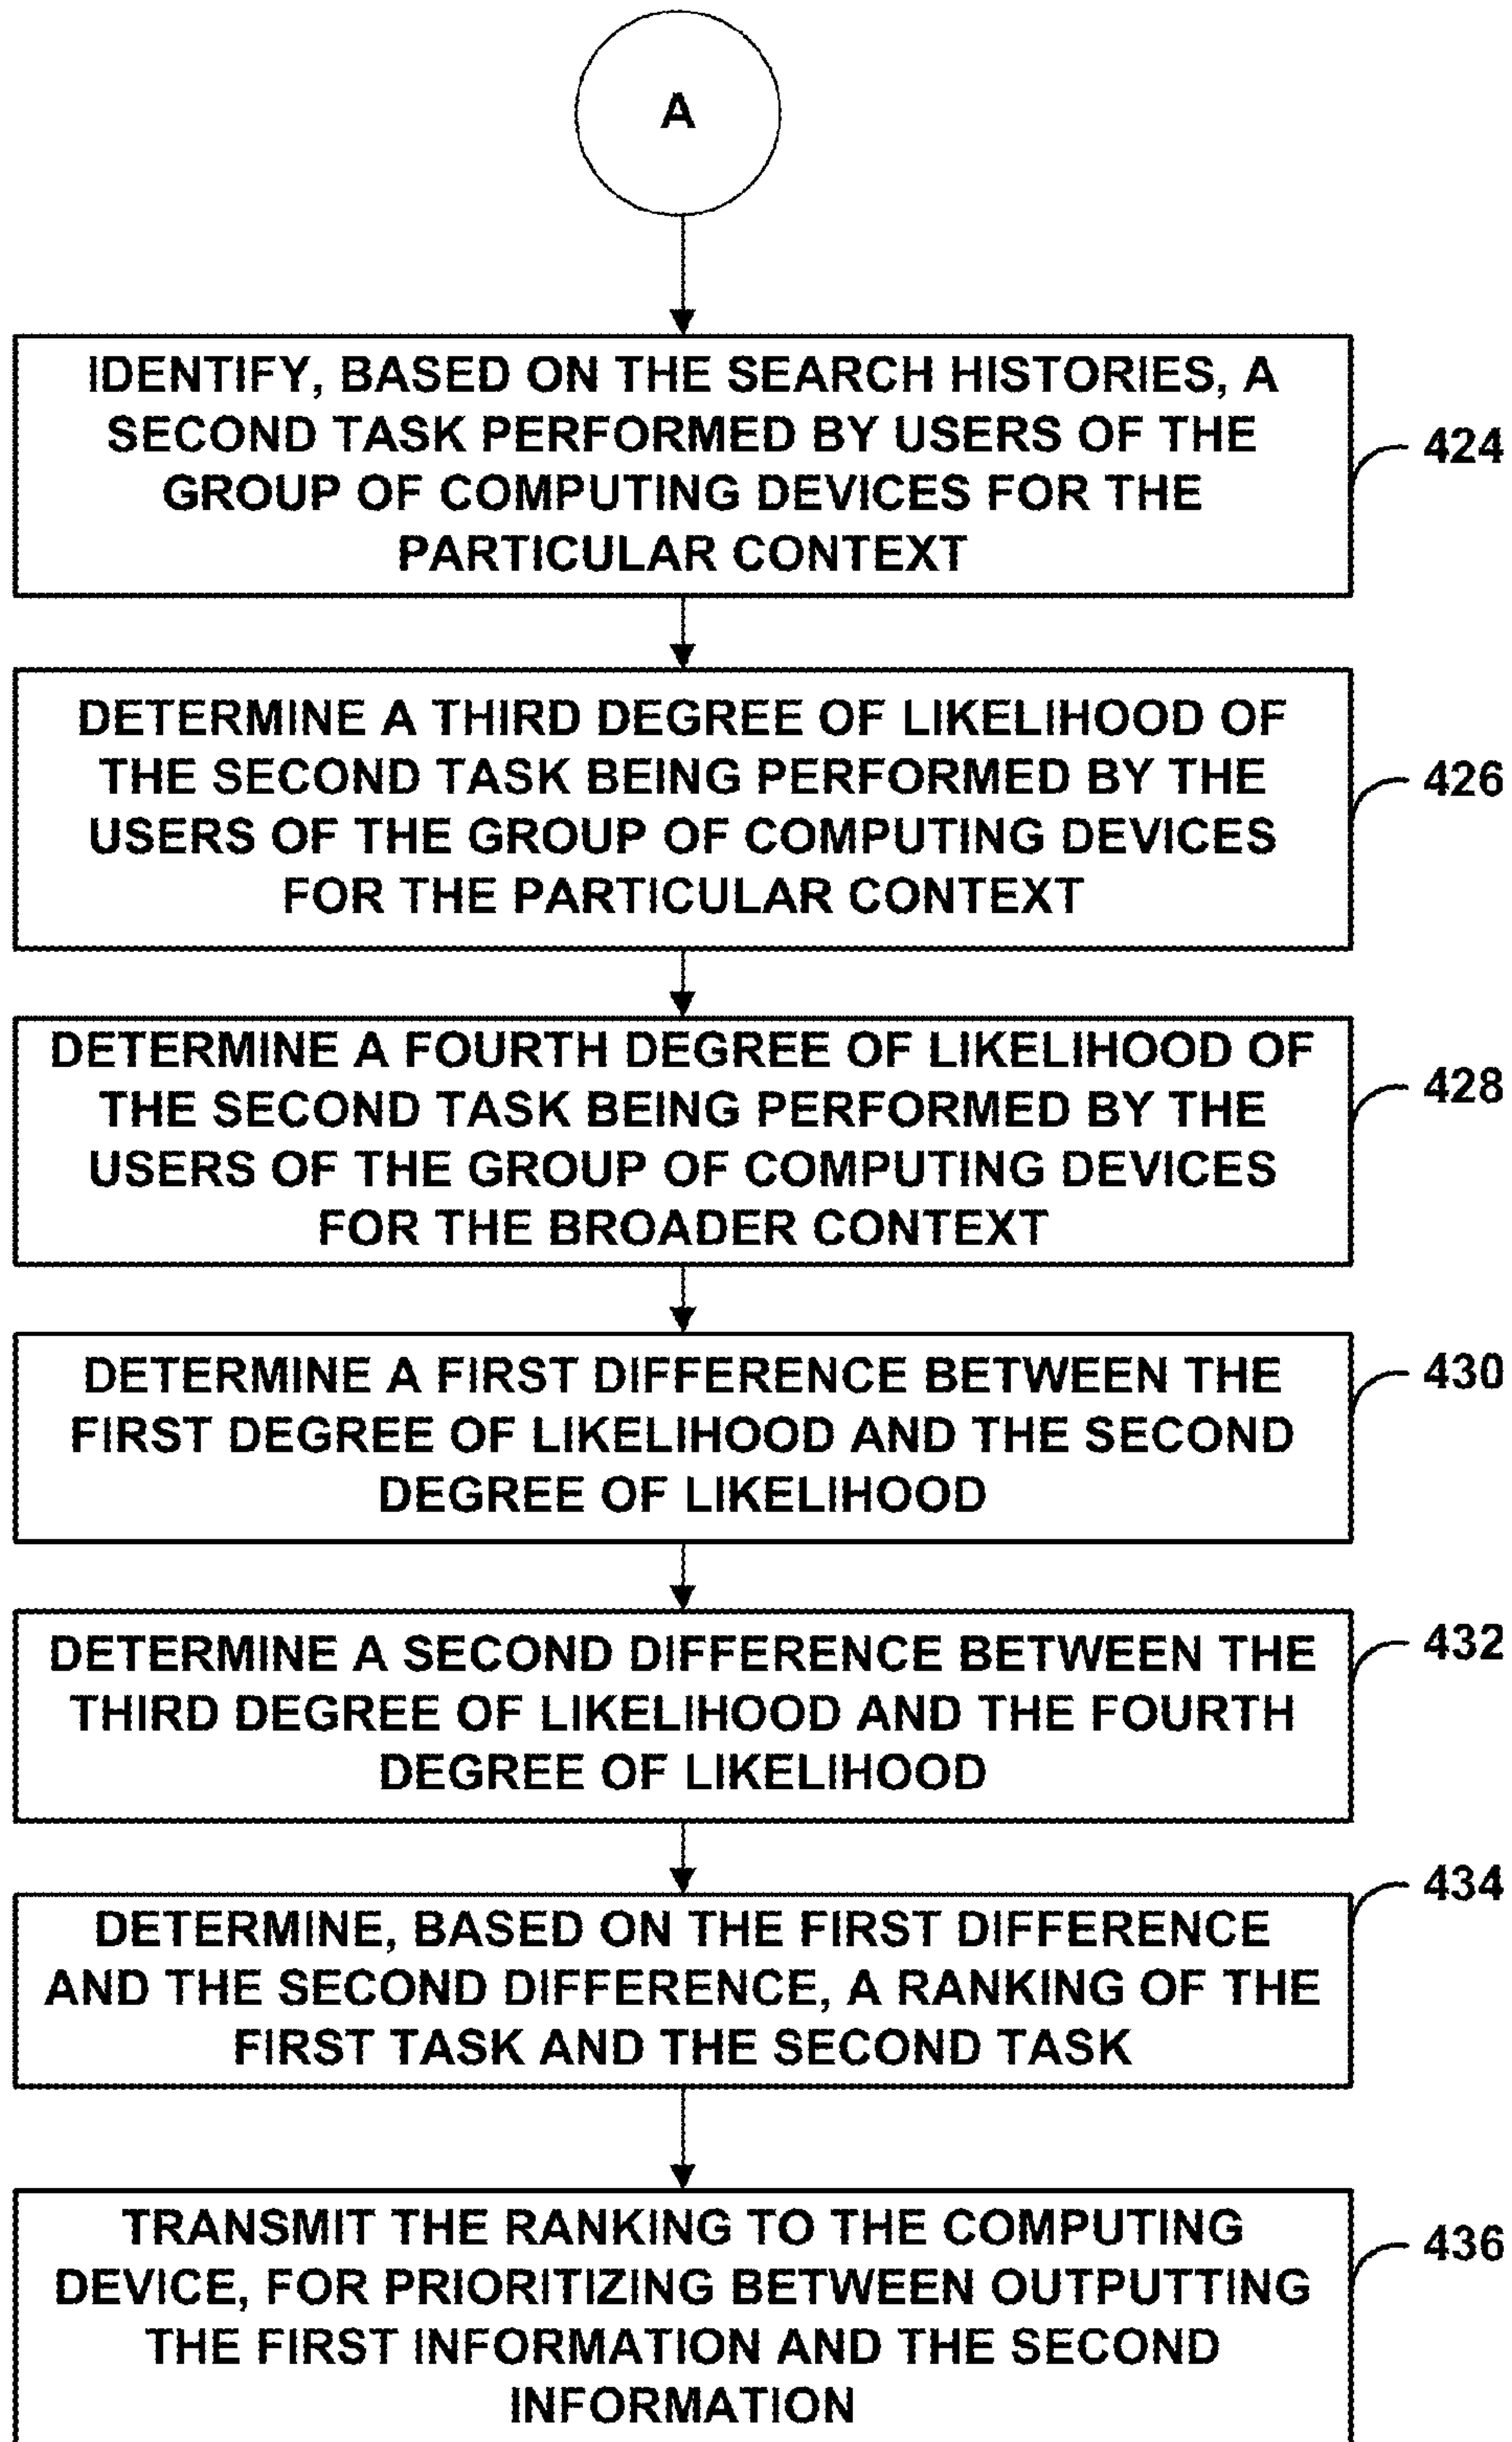 A
IDENTIFY, BASED ON THE SEARCH HISTORIES, A
SECOND TASK PERFORMED BY USERS OF THE
GROUP OF COMPUTING DEVICES FOR THE
PARTICULAR CONTEXT
424
DETERMINE A THIRD DEGREE OF LIKELIHOOD OF
THE SECOND TASK BEING PERFORMED BY THE
USERS OF THE GROUP OF COMPUTING DEVICES
FOR THE PARTICULAR CONTEXT
426
DETERMINE A FOURTH DEGREE OF LIKELIHOOD OF
THE SECOND TASK BEING PERFORMED BY THE
USERS OF THE GROUP OF COMPUTING DEVICES
FOR THE BROADER CONTEXT
428
DETERMINE A FIRST DIFFERENCE BETWEEN THE
FIRST DEGREE OF LIKELIHOOD AND THE SECOND
DEGREE OF LIKELIHOOD
430
DETERMINE A SECOND DIFFERENCE BETWEEN THE
THIRD DEGREE OF LIKELIHOOD AND THE FOURTH
DEGREE OF LIKELIHOOD
432
DETERMINE, BASED ON THE FIRST DIFFERENCE
AND THE SECOND DIFFERENCE, A RANKING OF THE
FIRST TASK AND THE SECOND TASK
434
TRANSMIT THE RANKING TO THE COMPUTING
DEVICE, FOR PRIORITIZING BETWEEN OUTPUTTING
THE FIRST INFORMATION AND THE SECOND
INFORMATION
436